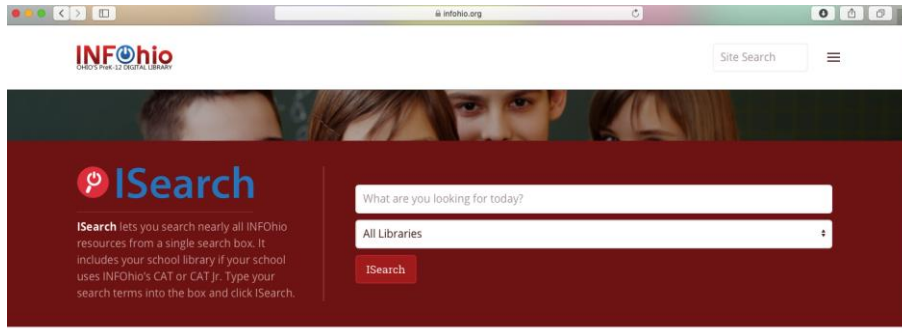 infohio.org
INFOhio
OHIO'S PreK-12 DIGITAL LIBRARY
Site Search
ISearch
ISearch lets you search nearly all INFOhio
resources from a single search box. It
includes your school library if your school
uses INFOhio's CAT or CAT Jr. Type your
search terms into the box and click ISearch.
What are you looking for today?
All Libraries
ISearch